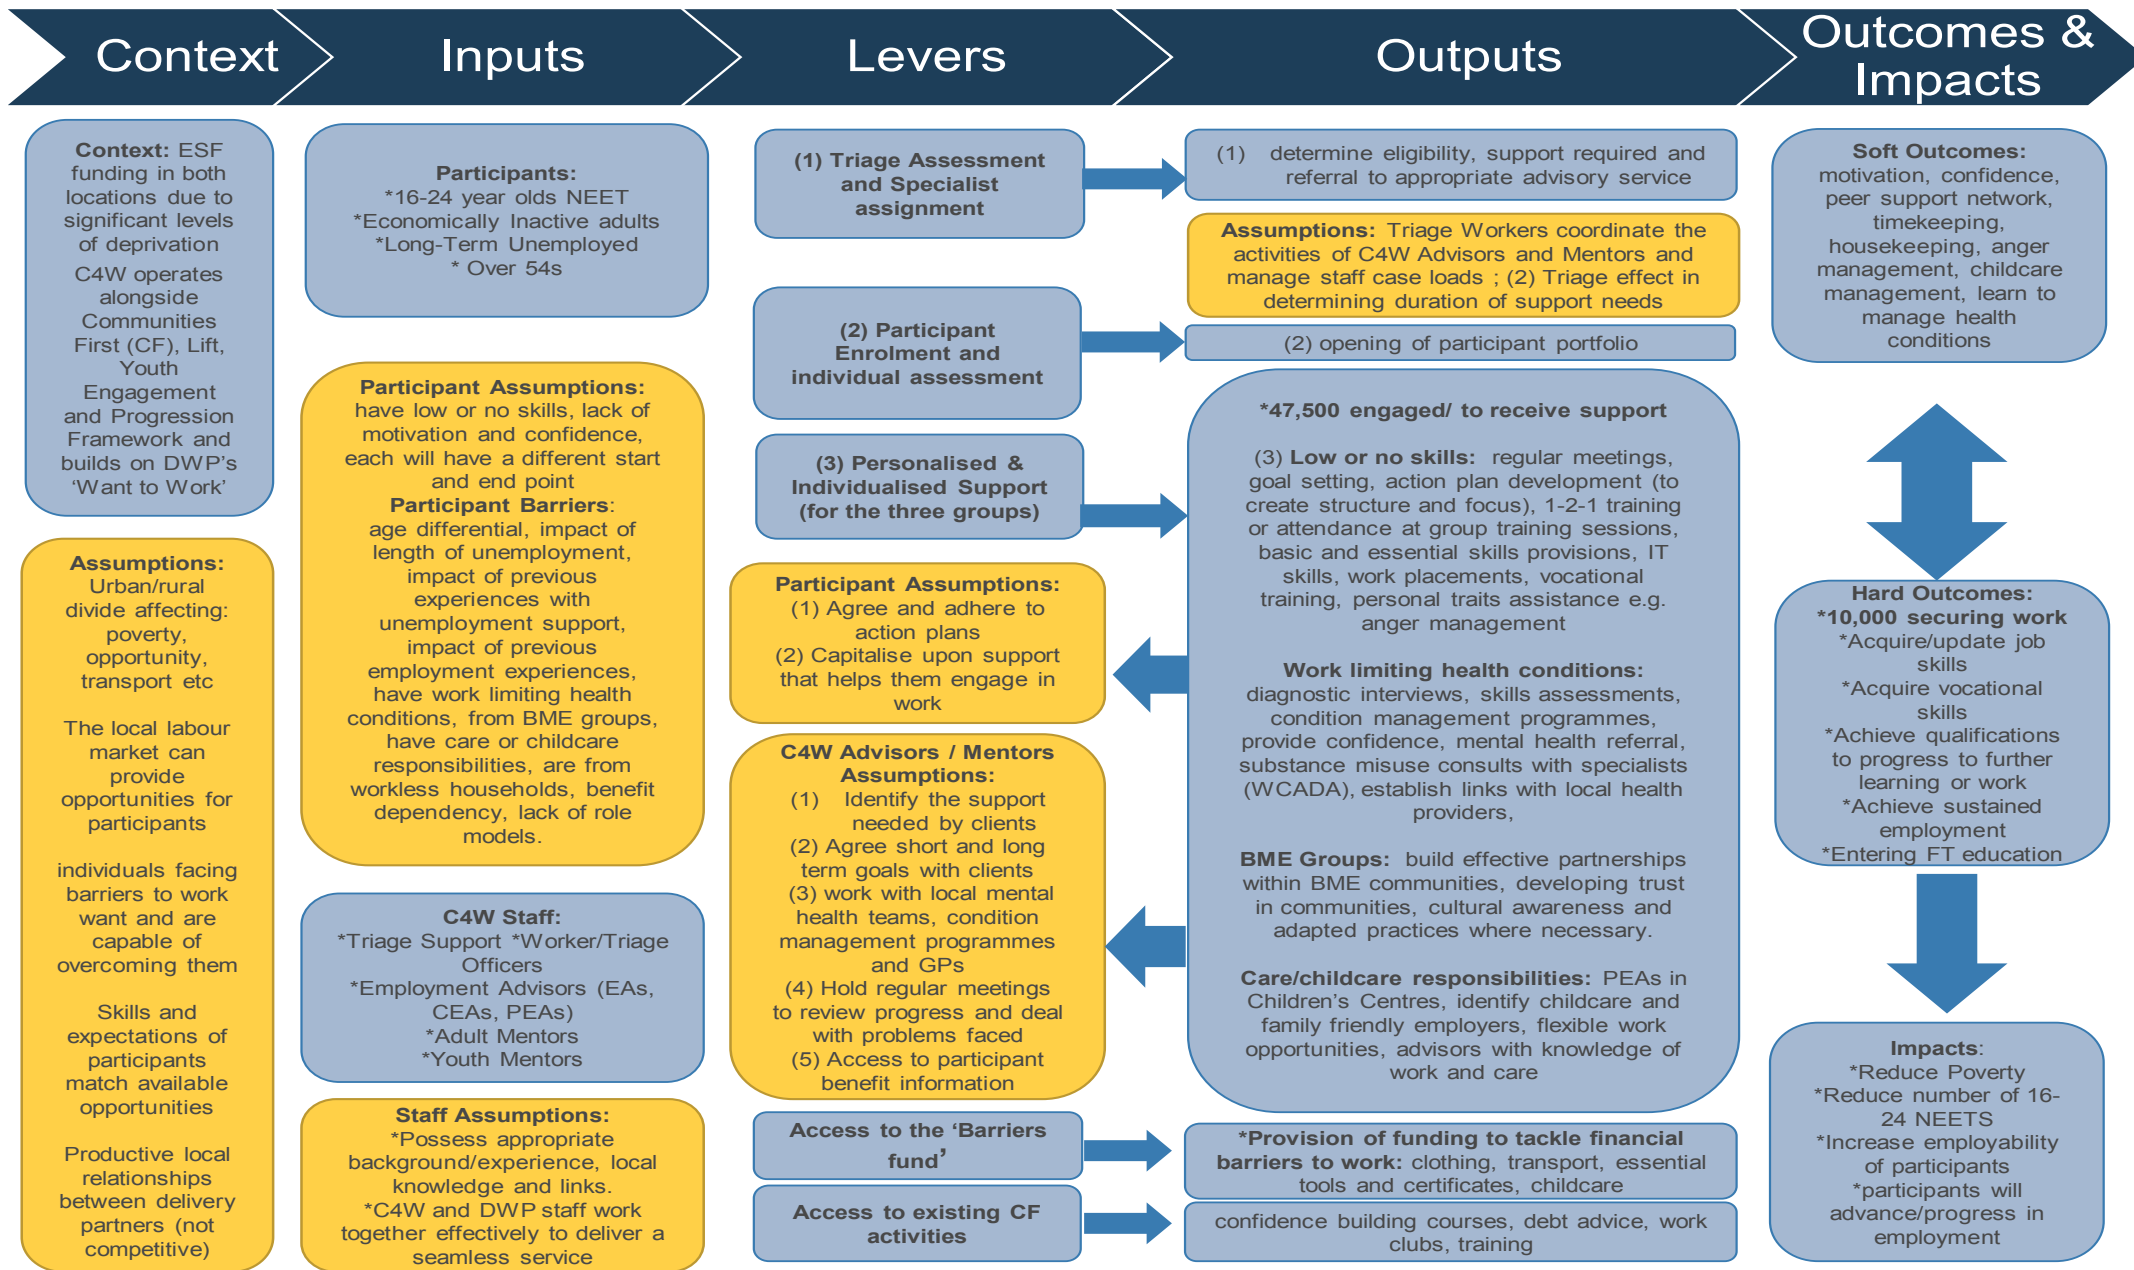 Context
Inputs
Levers
Outputs
Outcomes &
Impacts
Context: ESF
funding in both
locations due to
significant levels
of deprivation
C4W operates
alongside
Communities
First (CF), Lift,
Youth
Engagement
and Progression
Framework and
builds on DWP's
‘Want to Work’
Assumptions:
Urban/rural
divide affecting:
poverty,
opportunity,
transport etc
The local labour
market can
provide
opportunities for
participants
individuals facing
barriers to work
want and are
capable of
overcoming them
Skills and
expectations of
participants
match available
opportunities
Productive local
relationships
between delivery
partners (not
competitive)
Participants:
*16-24 year olds NEET
*Economically Inactive adults
*Long-Term Unemployed
* Over 54s
Participant Assumptions:
have low or no skills, lack of
motivation and confidence,
each will have a different start
and end point
Participant Barriers:
age differential, impact of
length of unemployment,
impact of previous
experiences with
unemployment support,
impact of previous
employment experiences,
have work limiting health
conditions, from BME groups,
have care or childcare
responsibilities, are from
workless households, benefit
dependency, lack of role
models.
C4W Staff:
*Triage Support *Worker/Triage
Officers
*Employment Advisors (EAs,
CEAs, PEAs)
*Adult Mentors
*Youth Mentors
Staff Assumptions:
*Possess appropriate
background/experience, local
knowledge and links.
*C4W and DWP staff work
together effectively to deliver a
seamless service
(1) Triage Assessment
and Specialist
assignment
(2) Participant
Enrolment and
individual assessment
(3) Personalised &
Individualised Support
(for the three groups)
Participant Assumptions:
(1) Agree and adhere to
action plans
(2) Capitalise upon support
that helps them engage in
work
C4W Advisors / Mentors
Assumptions:
(1) Identify the support
needed by clients
(2) Agree short and long
term goals with clients
(3) work with local mental
health teams, condition
management programmes
and GPs
(4) Hold regular meetings
to review progress and deal
with problems faced
(5) Access to participant
benefit information
Access to the ‘Barriers
fund’
Access to existing CF
activities
(1) determine eligibility, support required and
referral to appropriate advisory service
Assumptions: Triage Workers coordinate the
activities of C4W Advisors and Mentors and
manage staff case loads ; (2) Triage effect in
determining duration of support needs
(2) opening of participant portfolio
*47,500 engaged/ to receive support
(3) Low or no skills: regular meetings,
goal setting, action plan development (to
create structure and focus), 1-2-1 training
or attendance at group training sessions,
basic and essential skills provisions, IT
skills, work placements, vocational
training, personal traits assistance e.g.
anger management
Work limiting health conditions:
diagnostic interviews, skills assessments,
condition management programmes,
provide confidence, mental health referral,
substance misuse consults with specialists
(WCADA), establish links with local health
providers,
BME Groups: build effective partnerships
within BME communities, developing trust
in communities, cultural awareness and
adapted practices where necessary.
Care/childcare responsibilities: PEAs in
Children’s Centres, identify childcare and
family friendly employers, flexible work
opportunities, advisors with knowledge of
work and care
*Provision of funding to tackle financial
barriers to work: clothing, transport, essential
tools and certificates, childcare
confidence building courses, debt advice, work
clubs, training
Soft Outcomes:
motivation, confidence,
peer support network,
timekeeping,
housekeeping, anger
management, childcare
management, learn to
manage health
conditions
Hard Outcomes:
*10,000 securing work
*Acquire/update job
skills
*Acquire vocational
skills
*Achieve qualifications
to progress to further
learning or work
*Achieve sustained
employment
*Entering FT education
Impacts:
*Reduce Poverty
*Reduce number of 16-
24 NEETS
*Increase employability
of participants
*participants will
advance/progress in
employment